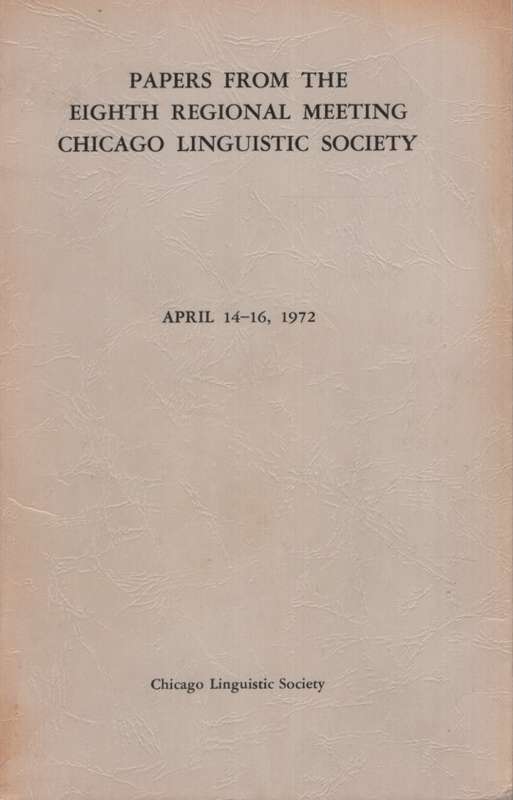 PAPERS FROM THE
EIGHTH REGIONAL MEETING
CHICAGO LINGUISTIC SOCIETY
APRIL 14–16, 1972
Chicago Linguistic Society